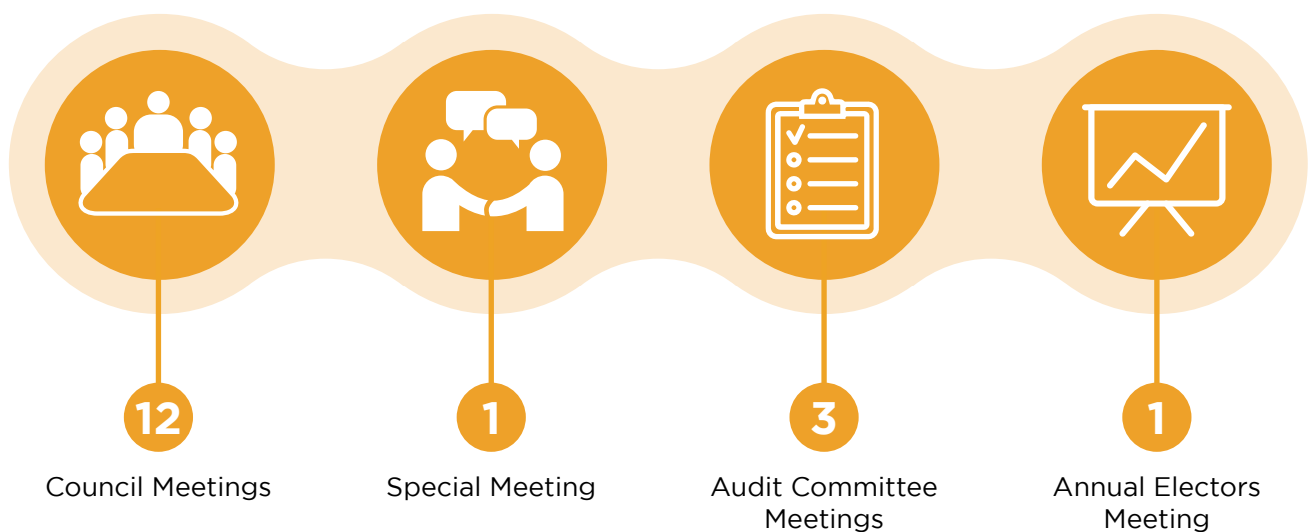 12
Council Meetings
1
Special Meeting
3
Audit Committee
Meetings
1
Annual Electors
Meeting